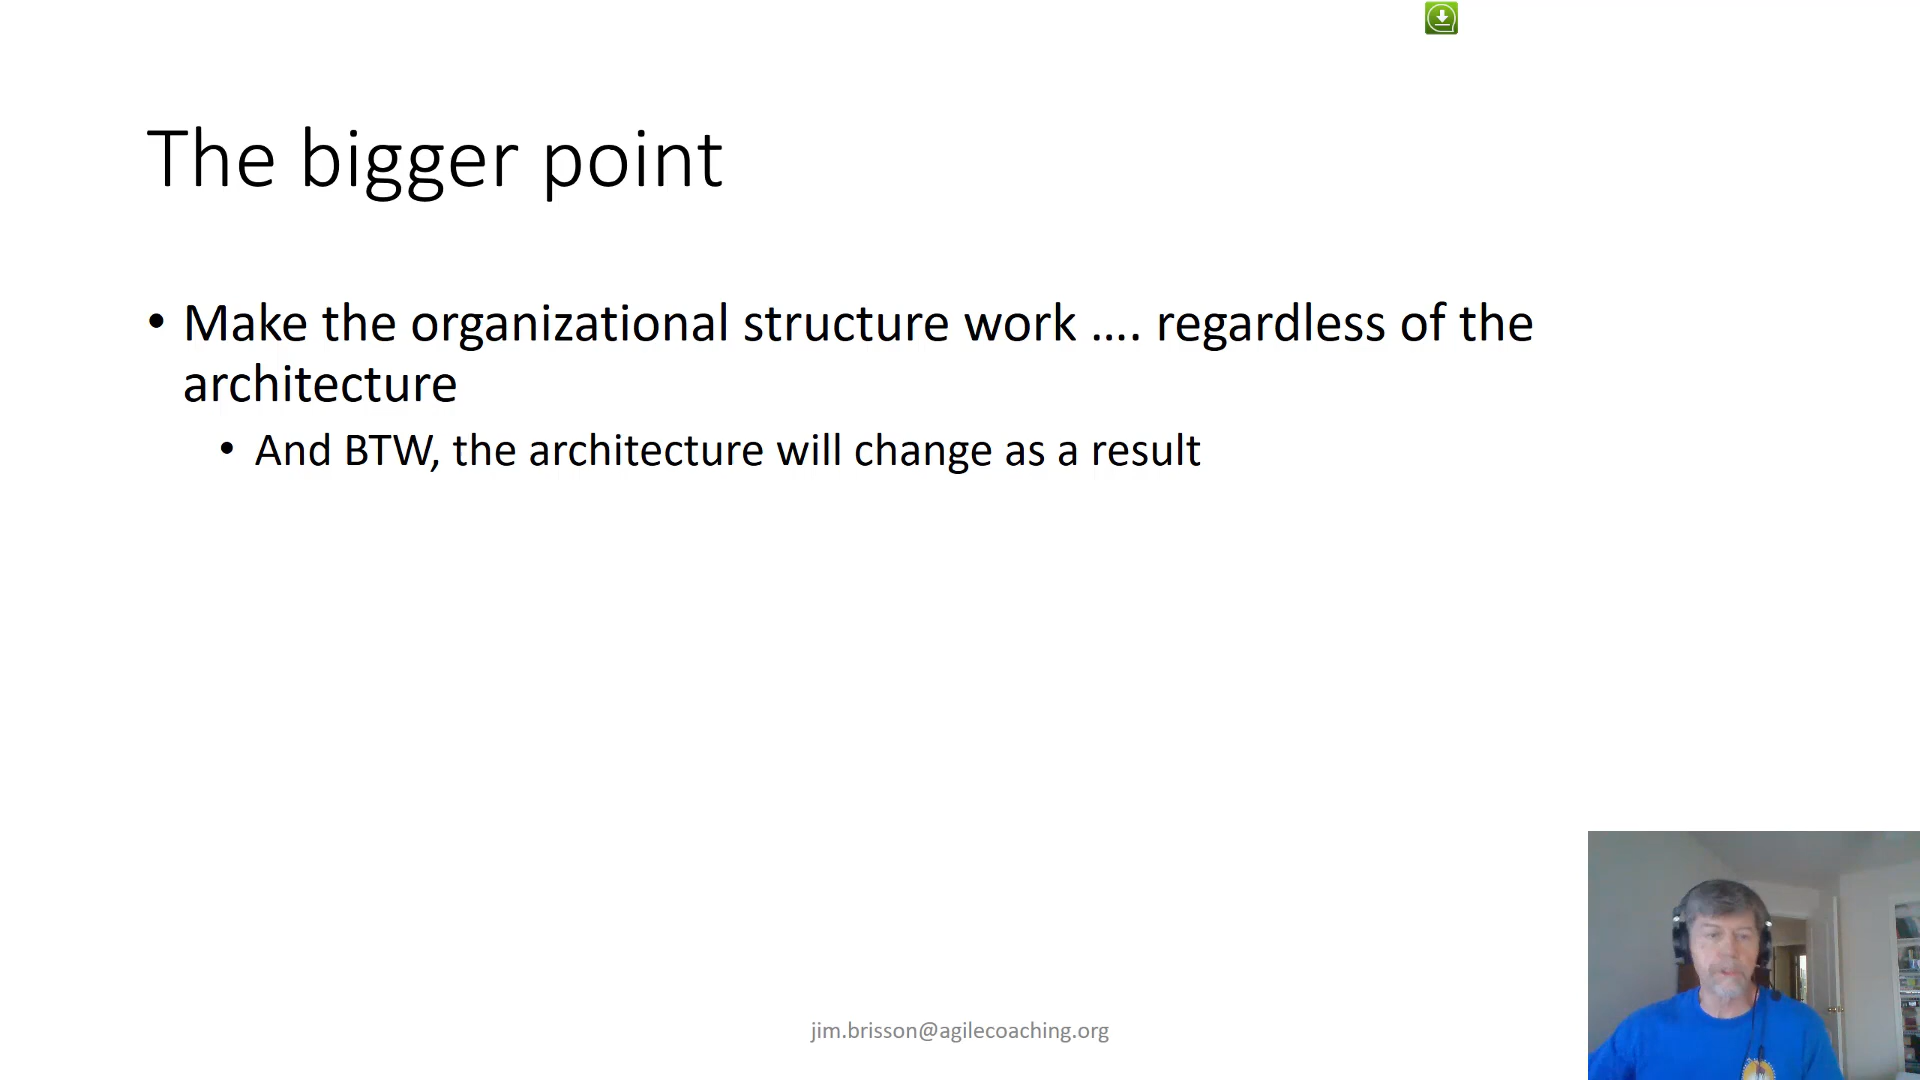 The bigger point
• Make the organizational structure work .... regardless of the
architecture
• And BTW, the architecture will change as a result
jim.brisson@agilecoaching.org